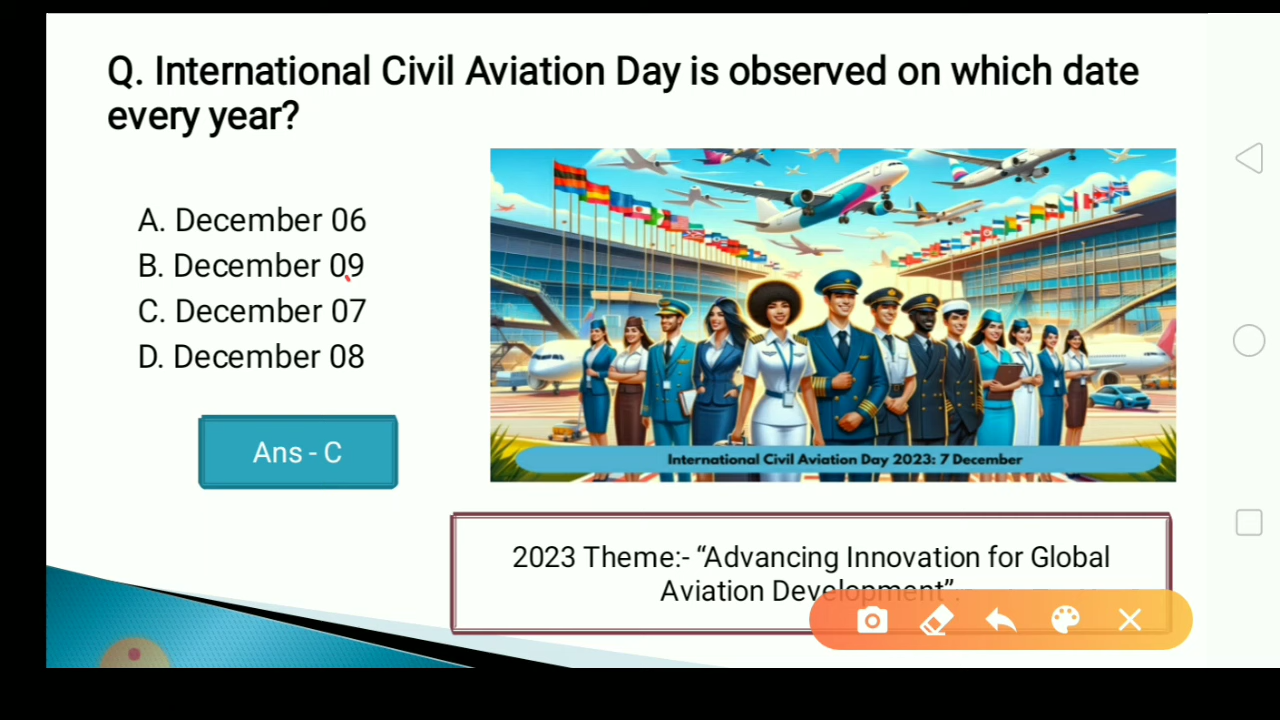 Q. International Civil Aviation Day is observed on which date
every year?
A. December 06
B. December 09
C. December 07
D. December 08
Ans - C
International Civil Aviation Day 2023: 7 December
2023 Theme:- “Advancing Innovation for Global
Aviation Development”.